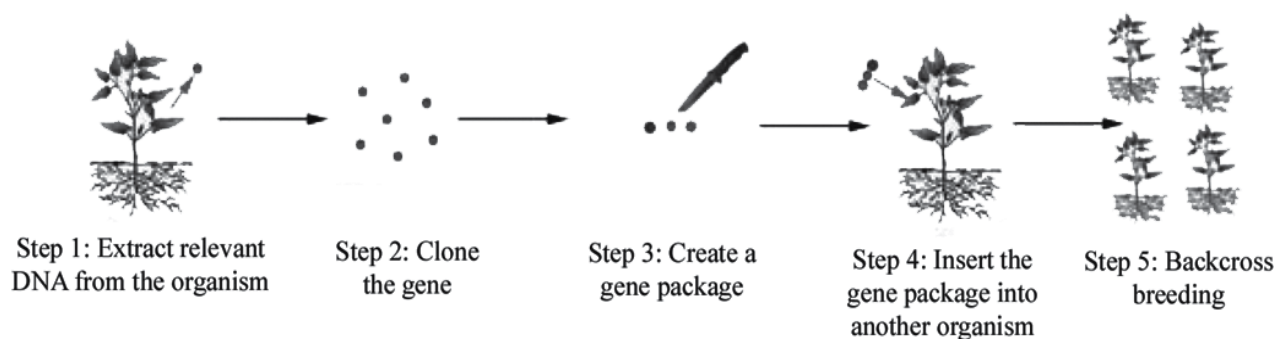 Step 1: Extract relevant
DNA from the organism
Step 2: Clone
the gene
Step 3: Create a
gene package
Step 4: Insert the
gene package into
another organism
Step 5: Backcross
breeding